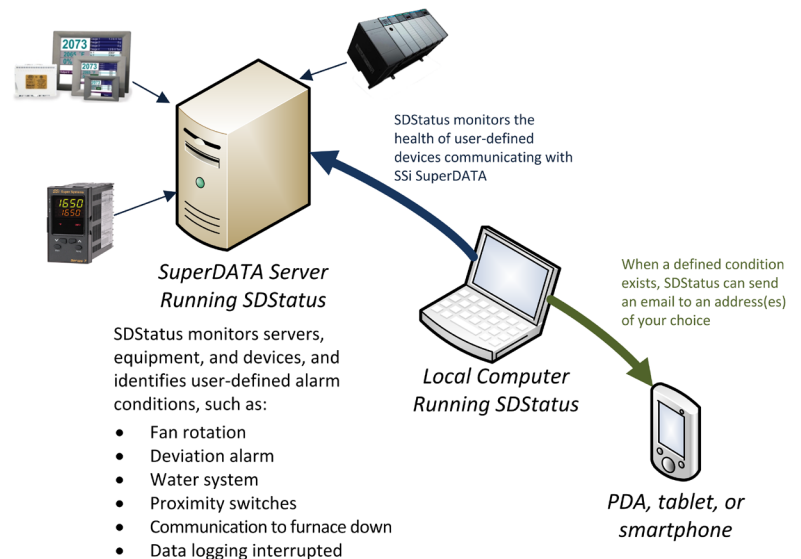 2073
2073
1650
1650
SDStatus monitors the
health of user-defined
devices communicating with
SSi SuperDATA
SuperDATA Server
Running SDStatus
When a defined condition
exists, SDStatus can send
an email to an address(es)
of your choice
SDStatus monitors servers,
equipment, and devices, and
identifies user-defined alarm
conditions, such as:
• Fan rotation
• Deviation alarm
• Water system
• Proximity switches
• Communication to furnace down
• Data logging interrupted
Local Computer
Running SDStatus
PDA, tablet, or
smartphone